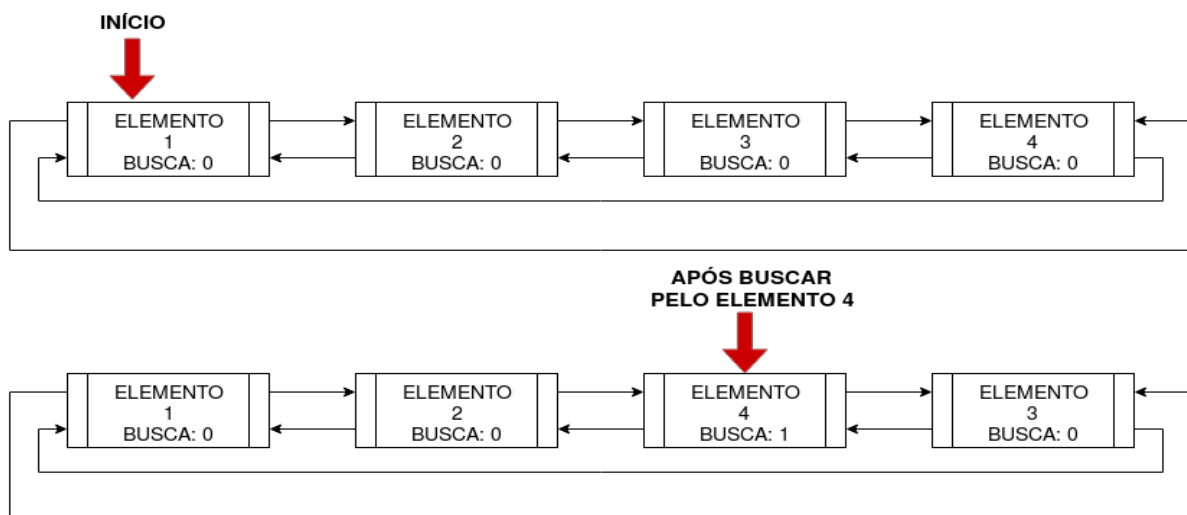 INÍCIO
ELEMENTO
1
BUSCA: 0
ELEMENTO
2
BUSCA: 0
ELEMENTO
3
BUSCA: 0
ELEMENTO
4
BUSCA: 0
APÓS BUSCAR
PELO ELEMENTO 4
ELEMENTO
1
BUSCA: 0
ELEMENTO
2
BUSCA: 0
ELEMENTO
4
BUSCA: 1
ELEMENTO
3
BUSCA: 0